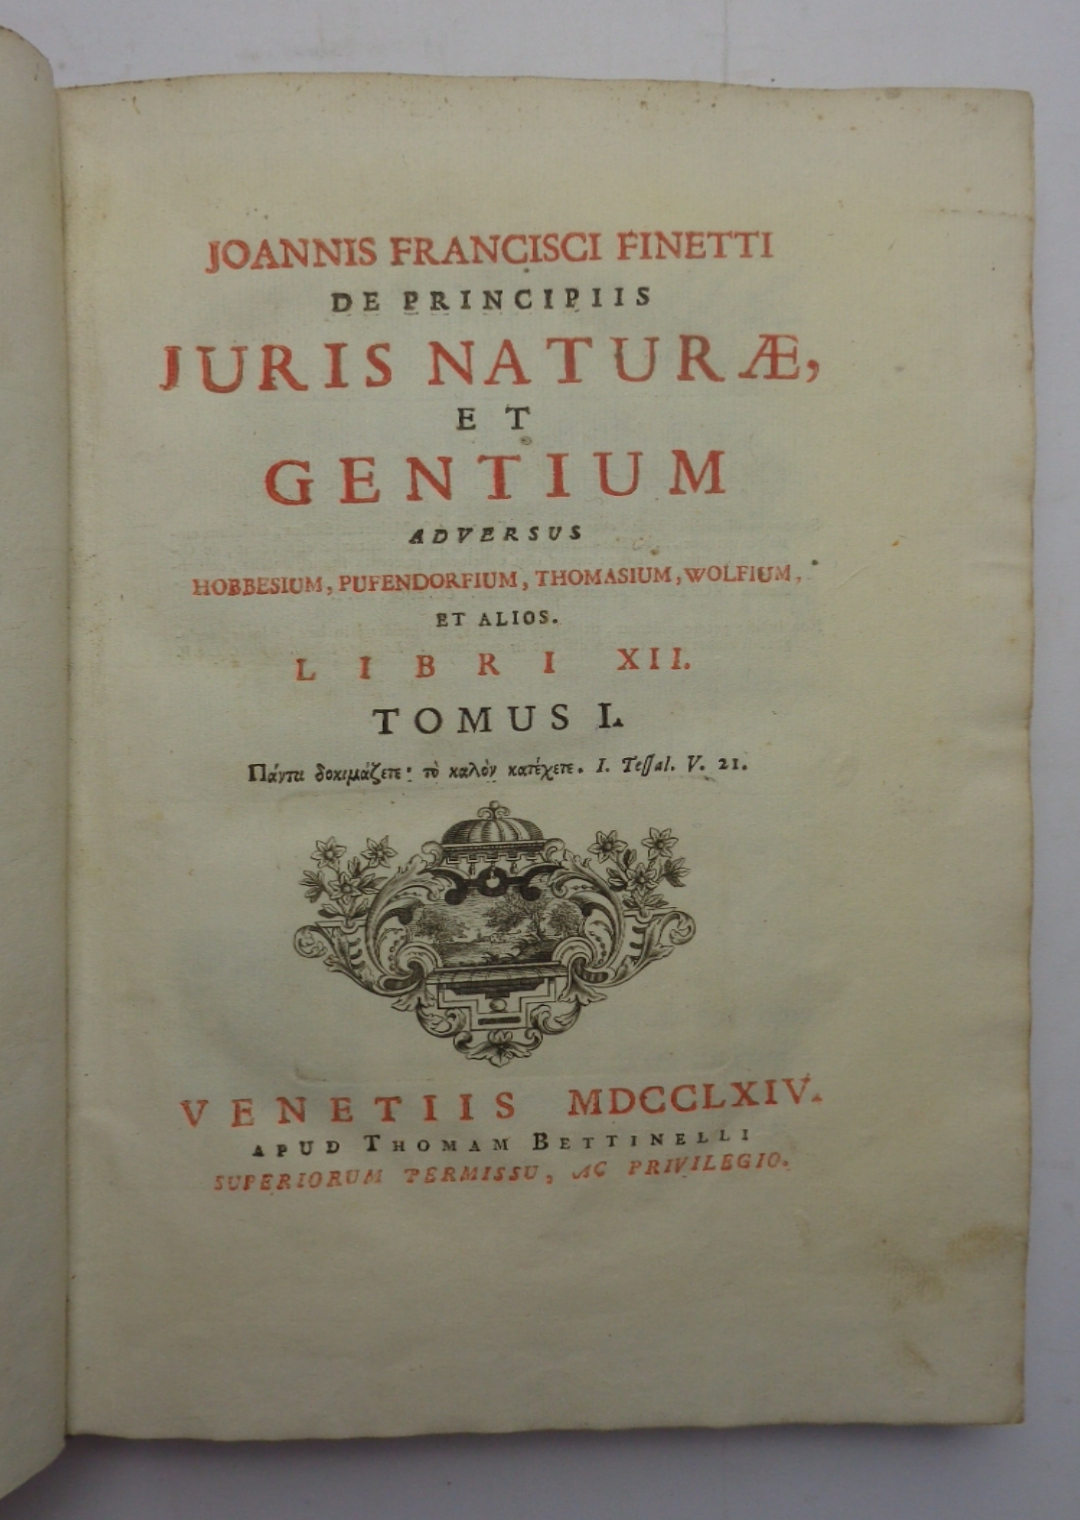 JOANNIS FRANCISCI FINETTI
DE PRINCIPIIS
JURIS NATURÆ,
ET
GENTIUM
ADVERSUS
HOBBESIUM, PUFENDORFIUM, THOMASIUM, WOLFIUM,
ET ALIOS.
LIBRI XII.
TOMUS I.
Πάντα δοκιμάζετε· τὸ καλὸν κατέχετε. I. Teſſal. V. 21.
VENETIIS MDCCLXIV.
APUD THOMAM BETTINELLI
SUPERIORUM PERMISSU, AC PRIVILEGIO.